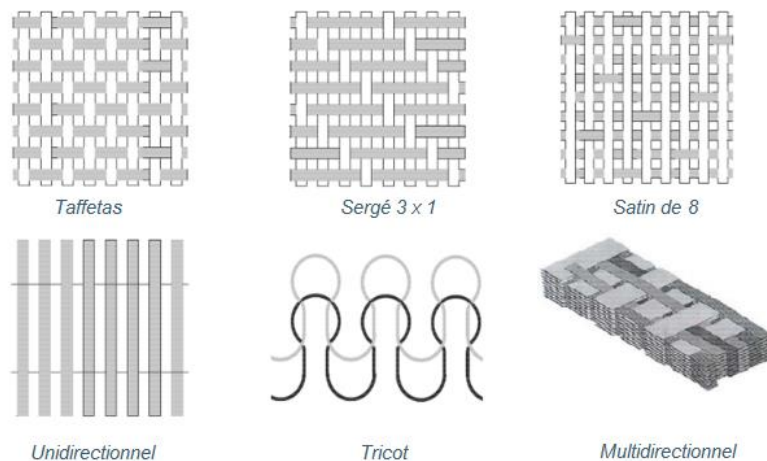 Taffetas
Sergé 3 x 1
Satin de 8
Unidirectionnel
Tricot
Multidirectionnel